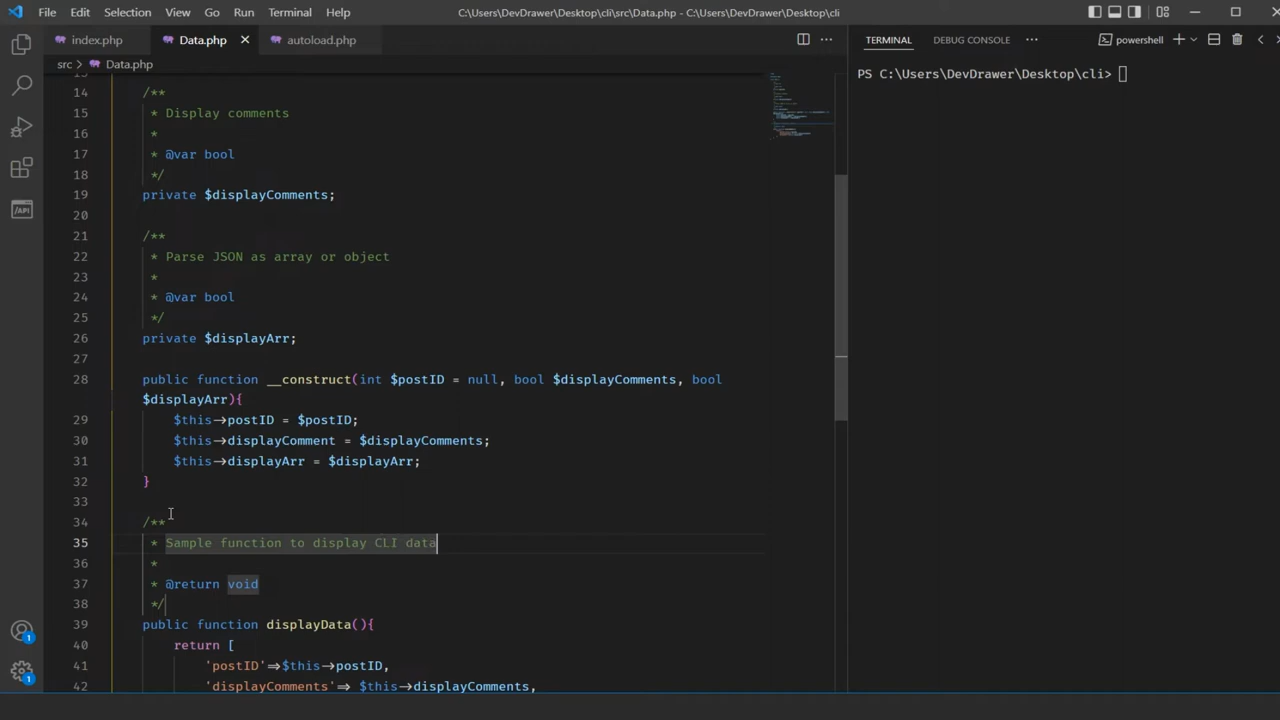 File Edit Selection View Go Run Terminal Help C:\Users\DevDrawer\Desktop\cli\src\Data.php - C:\Users\DevDrawer\Desktop\cli
index.php Data.php autoload.php
src > Data.php
14 /**
15 * Display comments
16 *
17 * @var bool
18 */
19 private $displayComments;
20
21 /**
22 * Parse JSON as array or object
23 *
24 * @var bool
25 */
26 private $displayArr;
27
28 public function __construct(int $postID = null, bool $displayComments, bool
$displayArr){
29 $this->postID = $postID;
30 $this->displayComment = $displayComments;
31 $this->displayArr = $displayArr;
32 }
33
34 /**
35 * Sample function to display CLI data
36 *
37 * @return void
38 */
39 public function displayData(){
40 return [
41 'postID'=>$this->postID,
42 'displayComments'=> $this->displayComments,
TERMINAL DEBUG CONSOLE powershell
PS C:\Users\DevDrawer\Desktop\cli>
/API
1
1